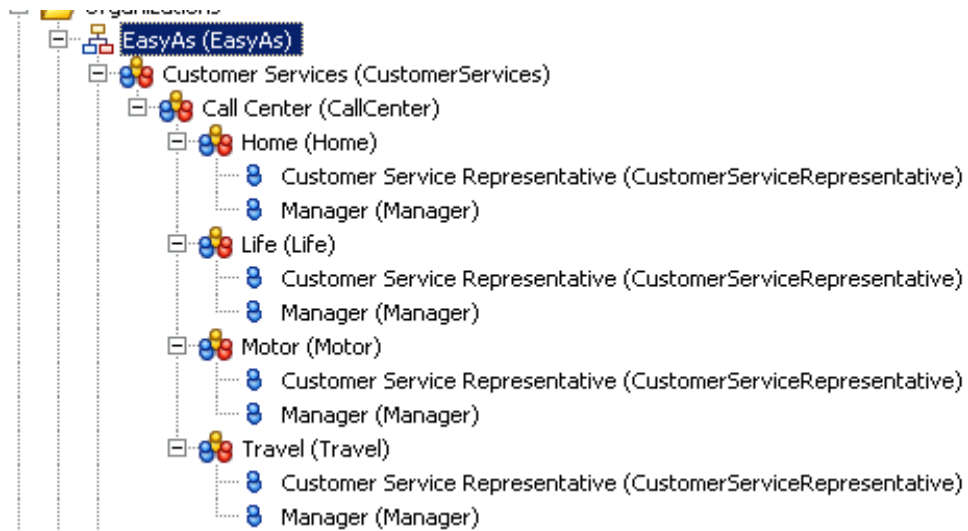 Organizations
EasyAs (EasyAs)
Customer Services (CustomerServices)
Call Center (CallCenter)
Home (Home)
Customer Service Representative (CustomerServiceRepresentative)
Manager (Manager)
Life (Life)
Customer Service Representative (CustomerServiceRepresentative)
Manager (Manager)
Motor (Motor)
Customer Service Representative (CustomerServiceRepresentative)
Manager (Manager)
Travel (Travel)
Customer Service Representative (CustomerServiceRepresentative)
Manager (Manager)